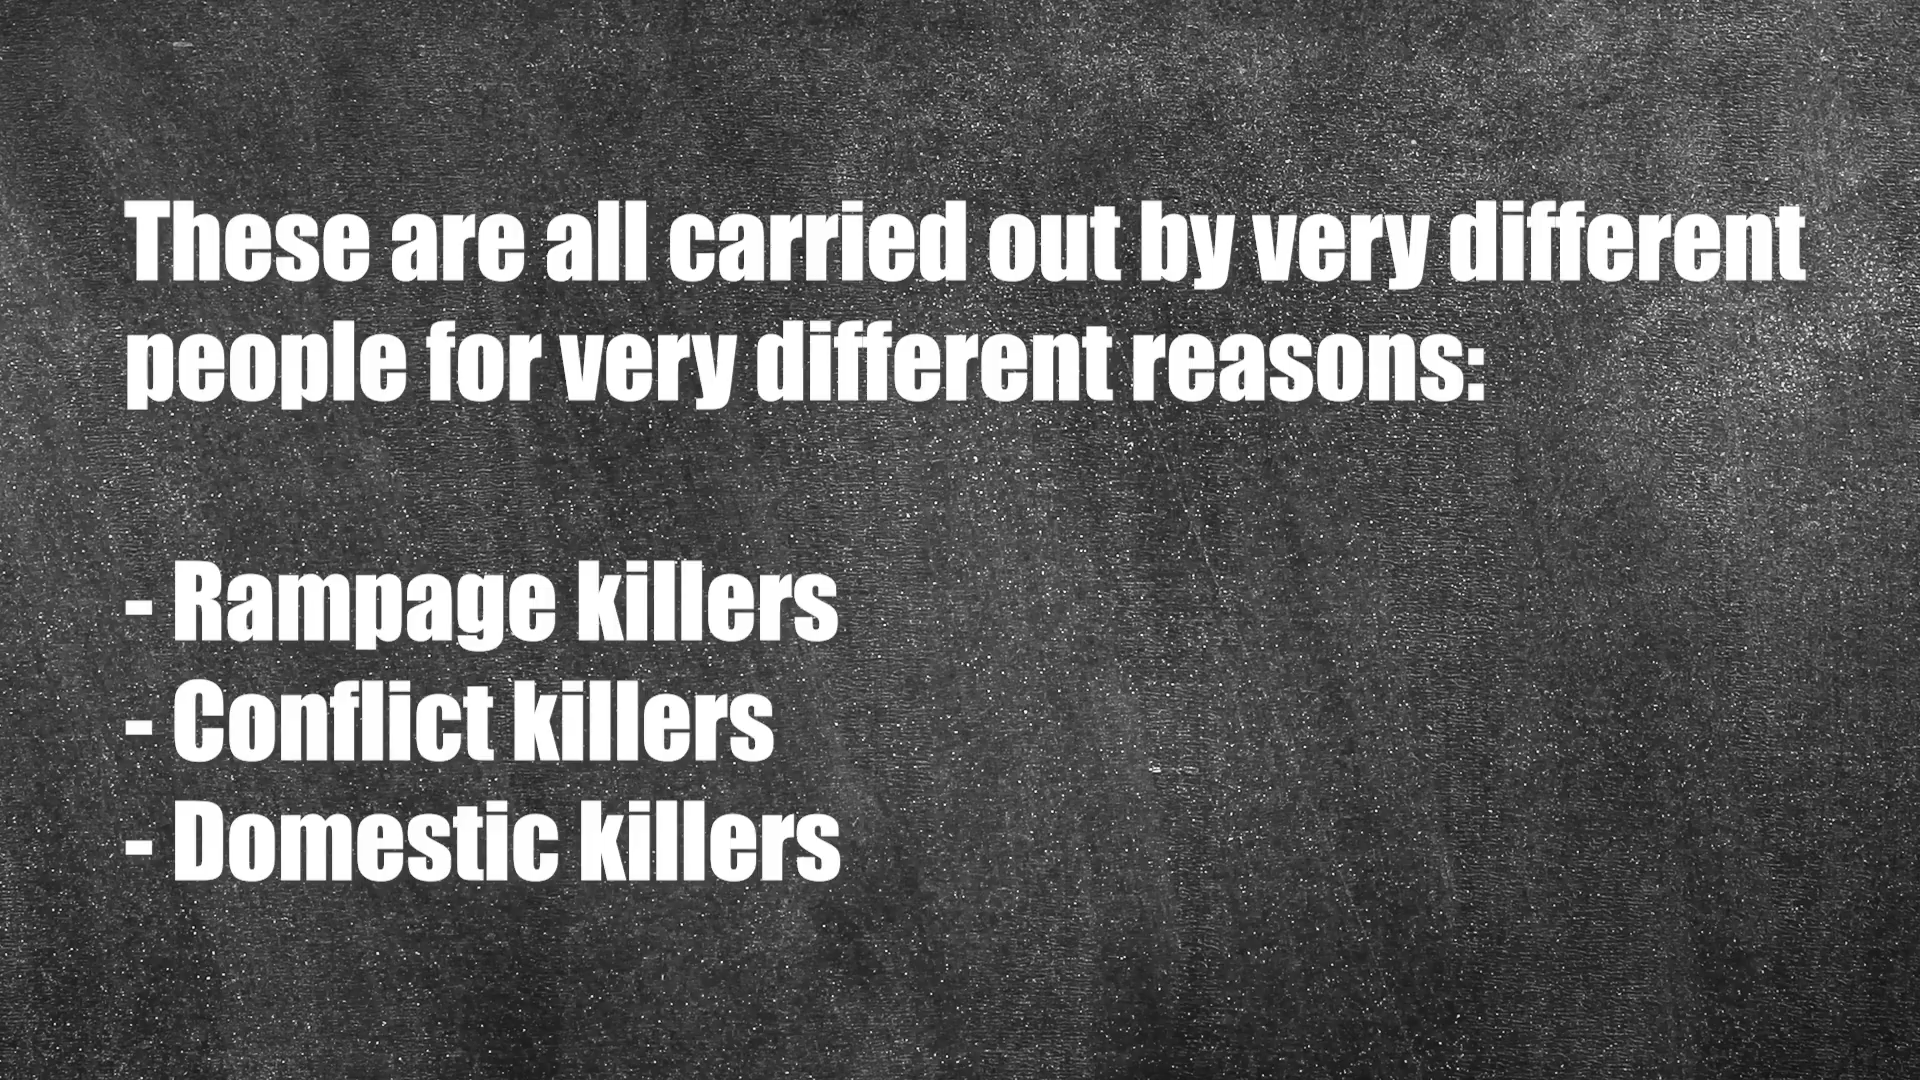 These are all carried out by very different
people for very different reasons:
- Rampage killers
- Conflict killers
- Domestic killers